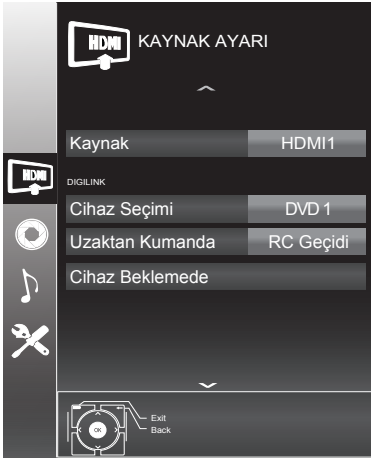 HDMI KAYNAK AYARI
Kaynak HDMI1
HDMI
DIGILINK
Cihaz Seçimi DVD 1
Uzaktan Kumanda RC Geçidi
Cihaz Beklemede
Exit
OK
Back